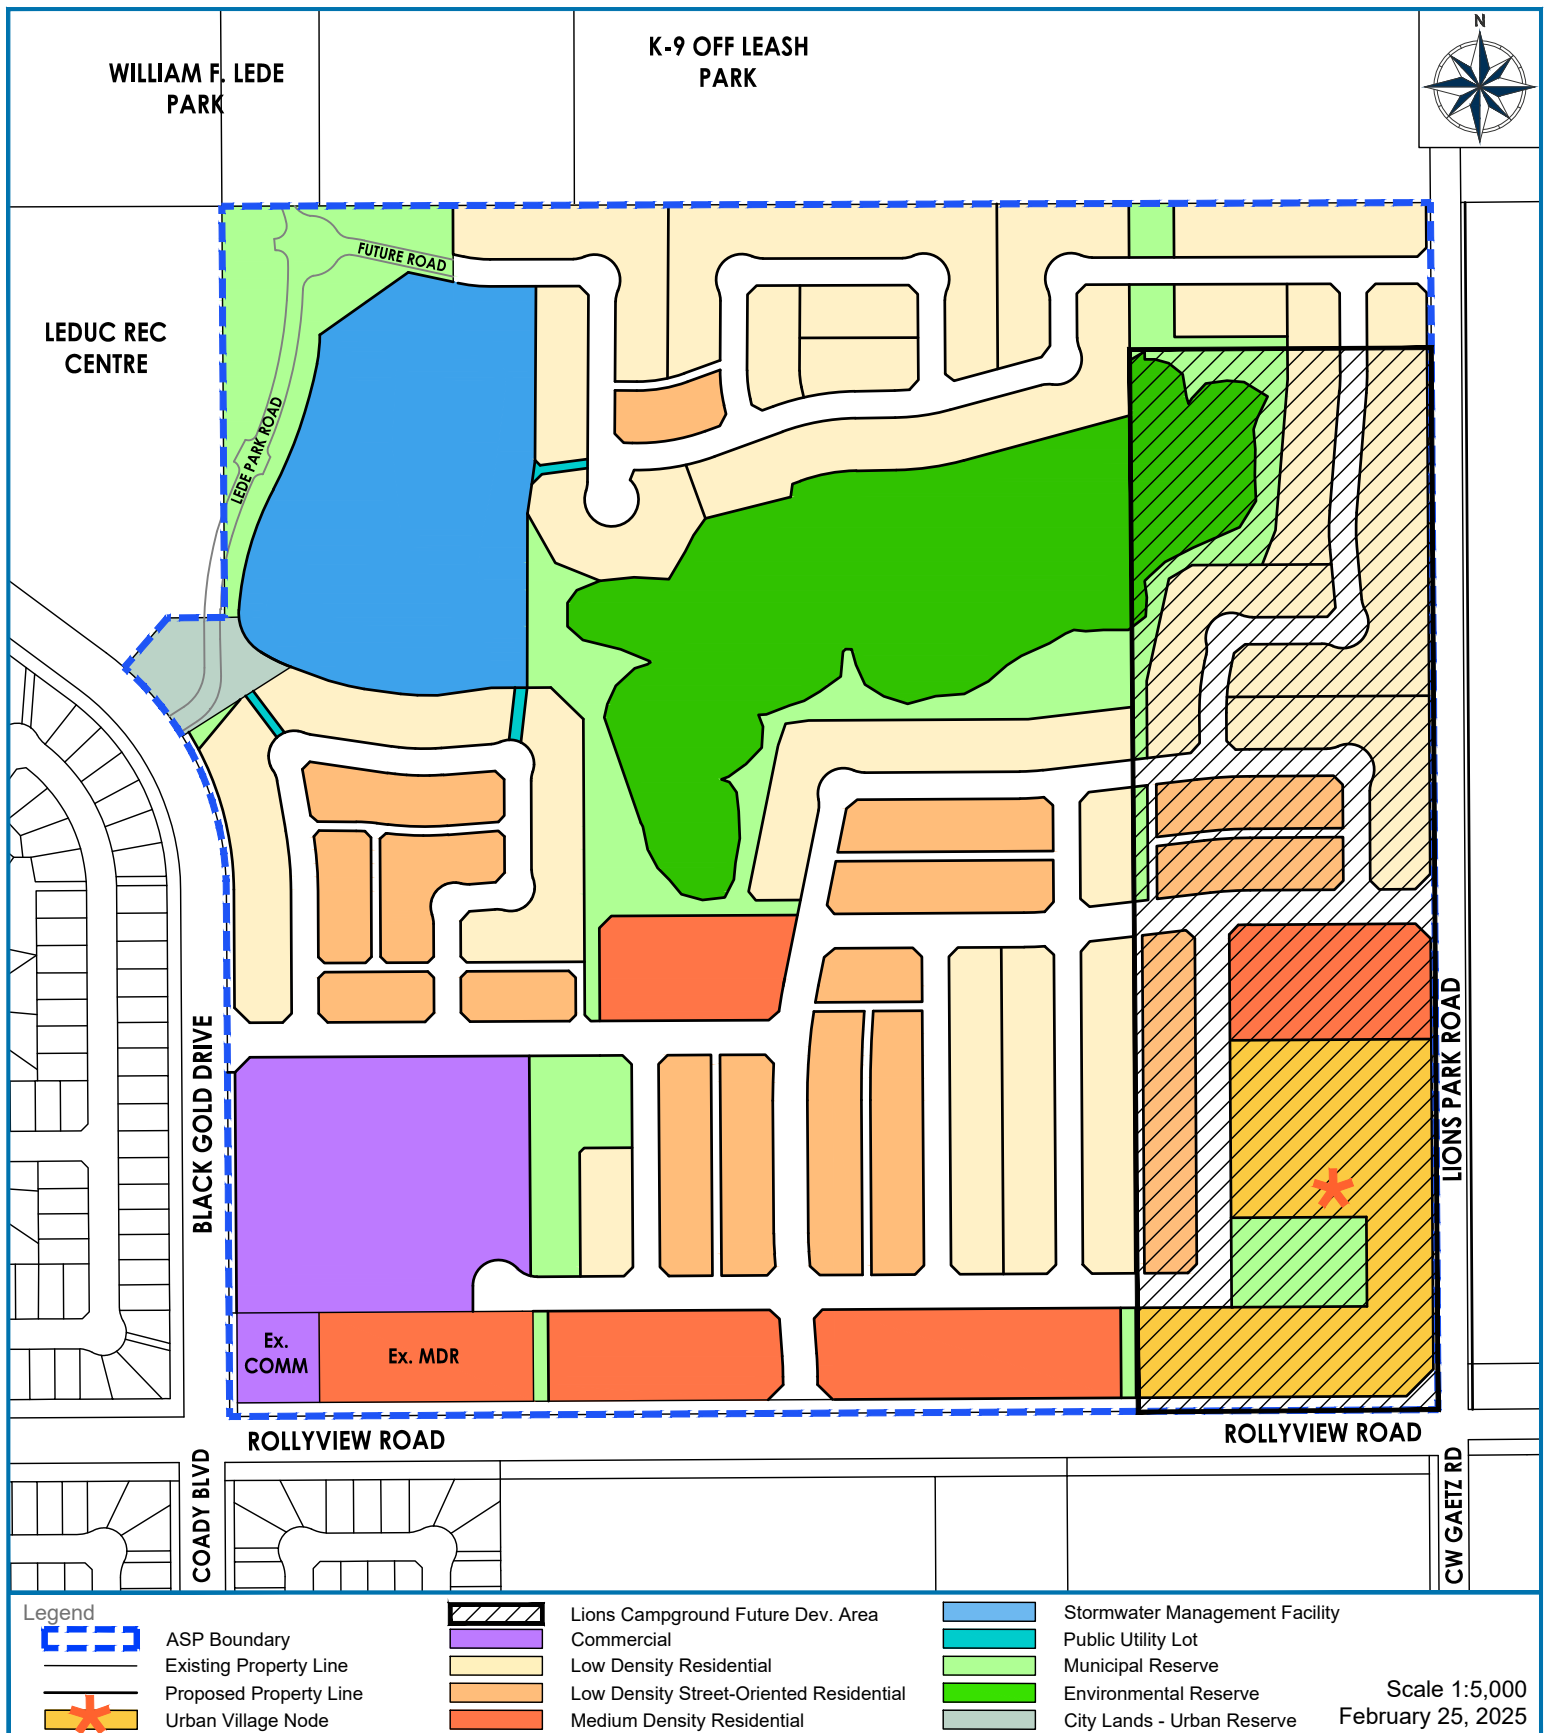 WILLIAM F. LEDE
PARK
K-9 OFF LEASH
PARK
N
FUTURE ROAD
LEDUC REC
CENTRE
LEDE PARK ROAD
BLACK GOLD DRIVE
LIONS PARK ROAD
Ex.
COMM
Ex. MDR
ROLLYVIEW ROAD
ROLLYVIEW ROAD
COADY BLVD
CW GAETZ RD
Legend
ASP Boundary
Existing Property Line
Proposed Property Line
Urban Village Node
Lions Campground Future Dev. Area
Commercial
Low Density Residential
Low Density Street-Oriented Residential
Medium Density Residential
Stormwater Management Facility
Public Utility Lot
Municipal Reserve
Environmental Reserve
City Lands - Urban Reserve
Scale 1:5,000
February 25, 2025